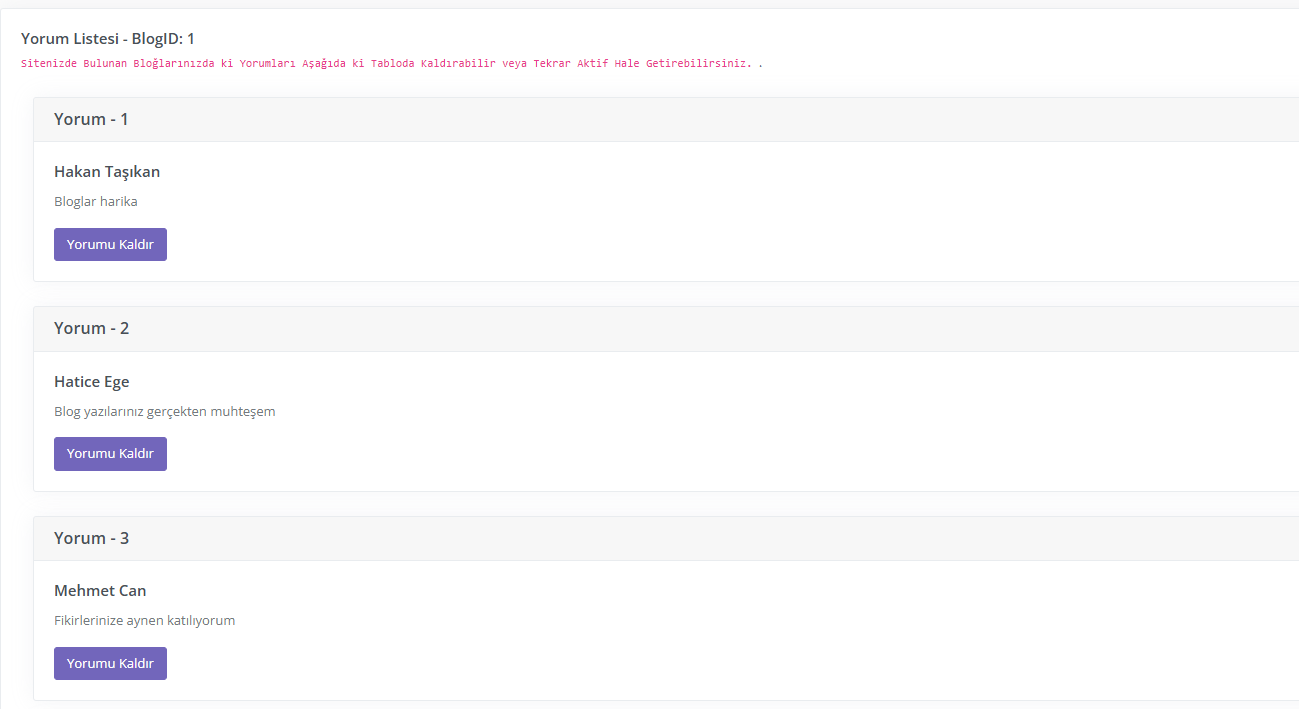 Yorum Listesi - BlogID: 1
Sitenizde Bulunan Bloğlarınızda ki Yorumları Aşağıda ki Tabloda Kaldırabilir veya Tekrar Aktif Hale Getirebilirsiniz. .
Yorum - 1
Hakan Taşıkan
Bloglar harika
Yorumu Kaldır
Yorum - 2
Hatice Ege
Blog yazılarınız gerçekten muhteşem
Yorumu Kaldır
Yorum - 3
Mehmet Can
Fikirlerinize aynen katılıyorum
Yorumu Kaldır